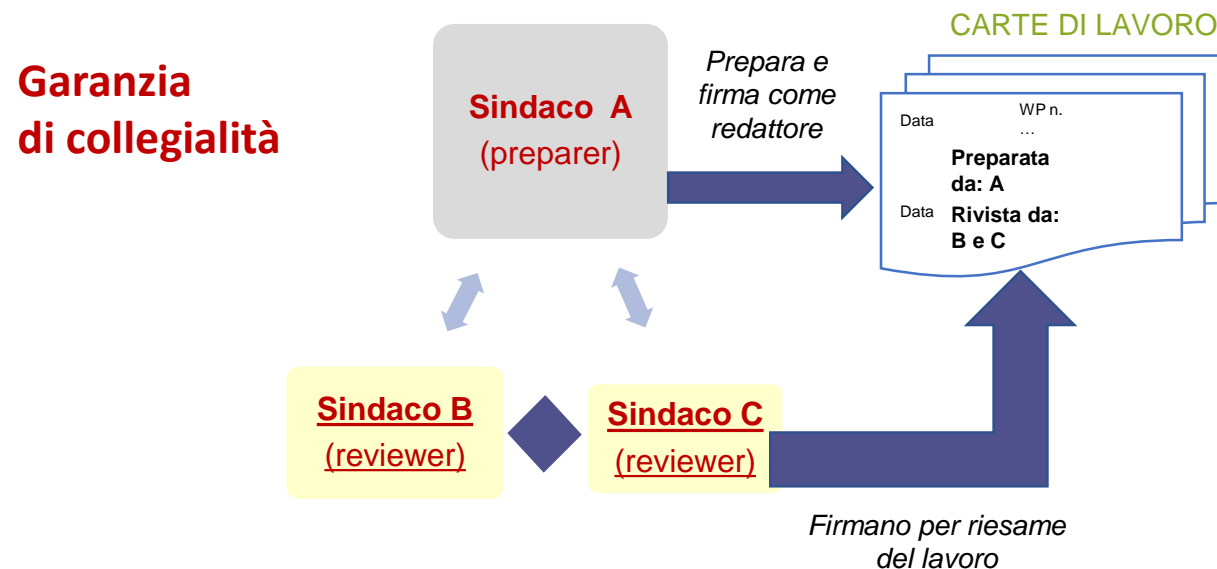 Garanzia
di collegialità
Sindaco A
(preparer)
Prepara e
firma come
redattore
CARTE DI LAVORO
Data
WP n.
…
Preparata
da: A
Data
Rivista da:
B e C
Sindaco B
(reviewer)
Sindaco C
(reviewer)
Firmano per riesame
del lavoro